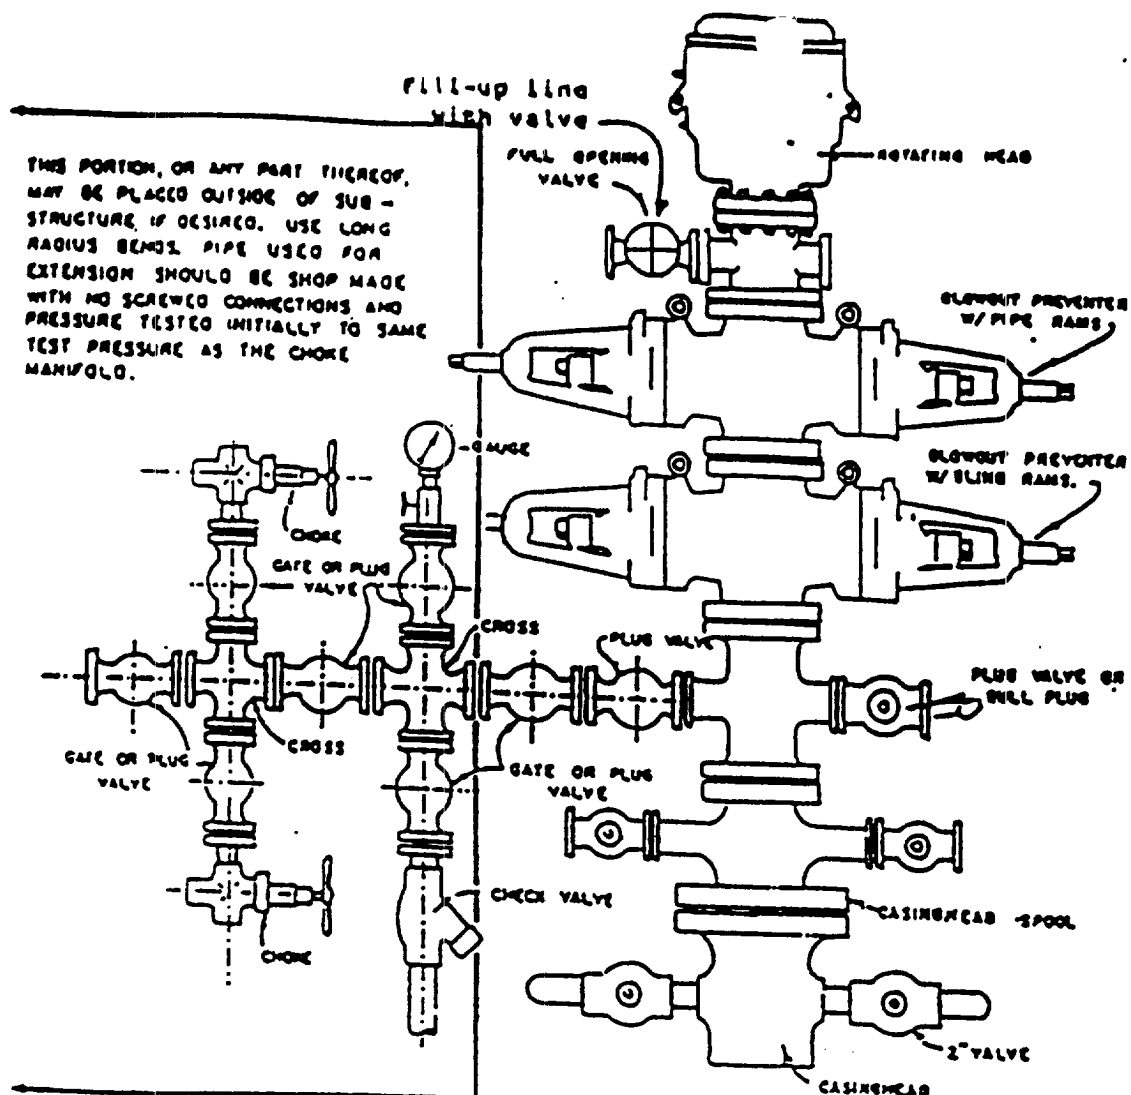 Fill-up line
with valve
FULL OPENING
VALVE
ROTATING HEAD
THIS PORTION, OR ANY PART THEREOF,
MAY BE PLACED OUTSIDE OF SUB-
STRUCTURE IF DESIRED. USE LONG
RADIUS BENDS. PIPE USED FOR
EXTENSION SHOULD BE SHOP MADE
WITH NO SCREWED CONNECTIONS AND
PRESSURE TESTED INITIALLY TO SAME
TEST PRESSURE AS THE CHOKE
MANIFOLD.
BLOWOUT PREVENTER
W/ PIPE RAMS.
GAUGE
BLOWOUT PREVENTER
W/ BLIND RAMS.
CHOKE
GATE OR PLUG
VALVE
CROSS
PLUG VALVE
PLUG VALVE OR
BULL PLUG
CROSS
GATE OR PLUG
VALVE
GATE OR PLUG
VALVE
CHECK VALVE
CASINGHEAD SPOOL
CHOKE
2" VALVE
CASINGHEAD